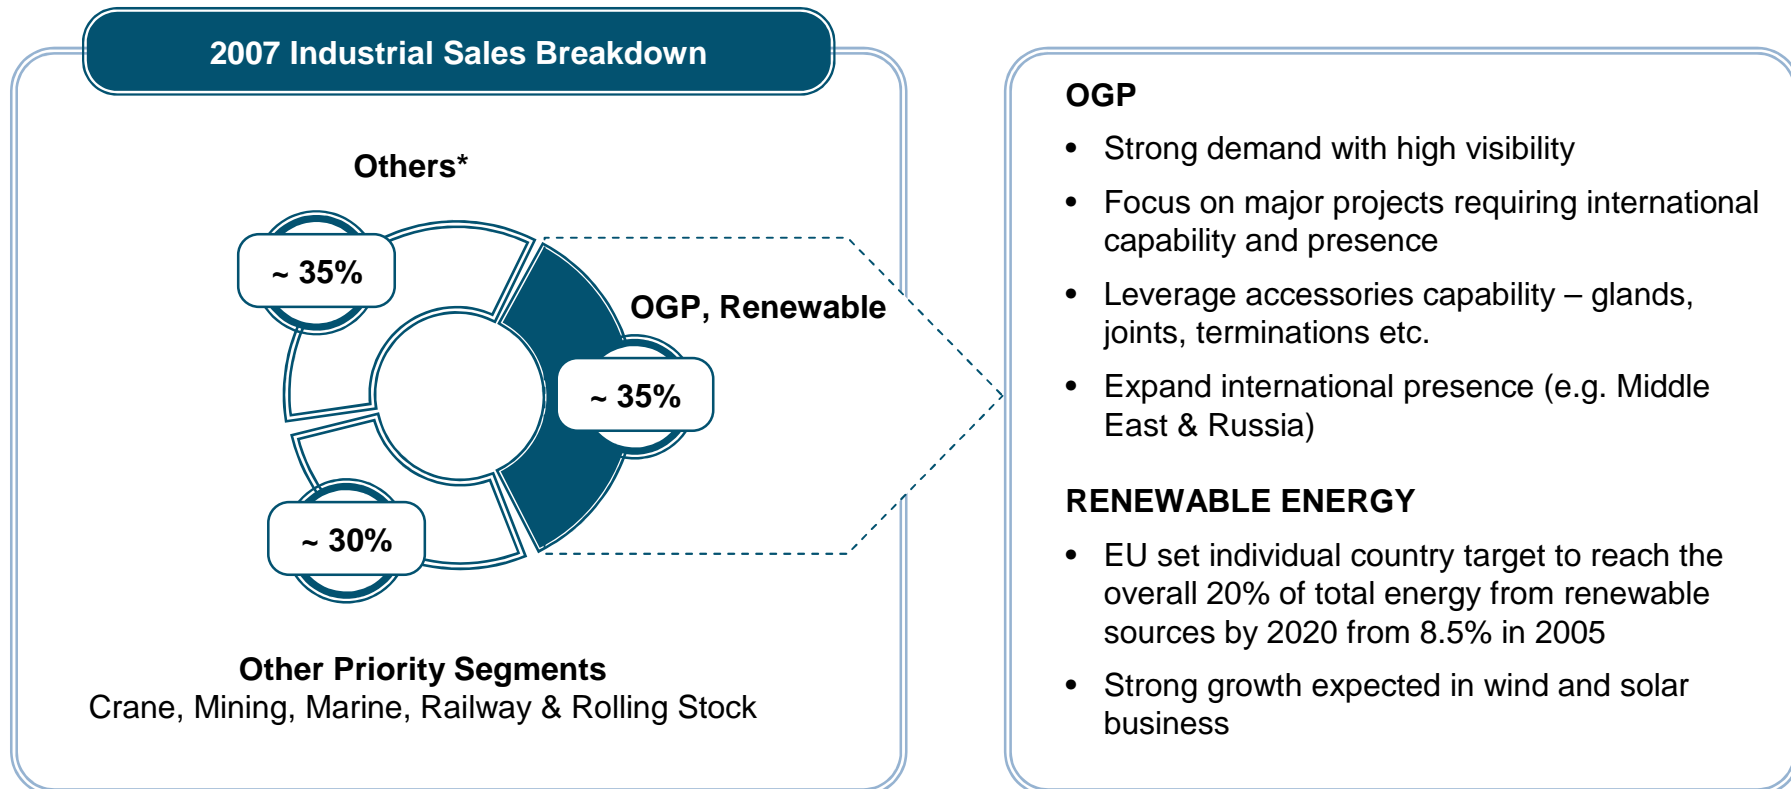 2007 Industrial Sales Breakdown
Others*
~ 35%
OGP, Renewable
~ 35%
~ 30%
Other Priority Segments
Crane, Mining, Marine, Railway & Rolling Stock
OGP
• Strong demand with high visibility
• Focus on major projects requiring international
capability and presence
• Leverage accessories capability – glands,
joints, terminations etc.
• Expand international presence (e.g. Middle
East & Russia)
RENEWABLE ENERGY
• EU set individual country target to reach the
overall 20% of total energy from renewable
sources by 2020 from 8.5% in 2005
• Strong growth expected in wind and solar
business